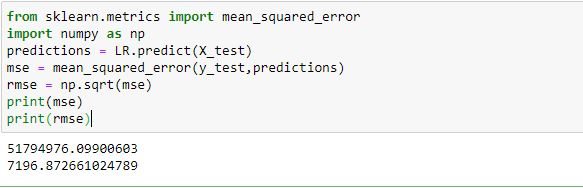 from sklearn.metrics import mean_squared_error
import numpy as np
predictions = LR.predict(X_test)
mse = mean_squared_error(y_test,predictions)
rmse = np.sqrt(mse)
print(mse)
print(rmse)
51794976.09900603
7196.872661024789